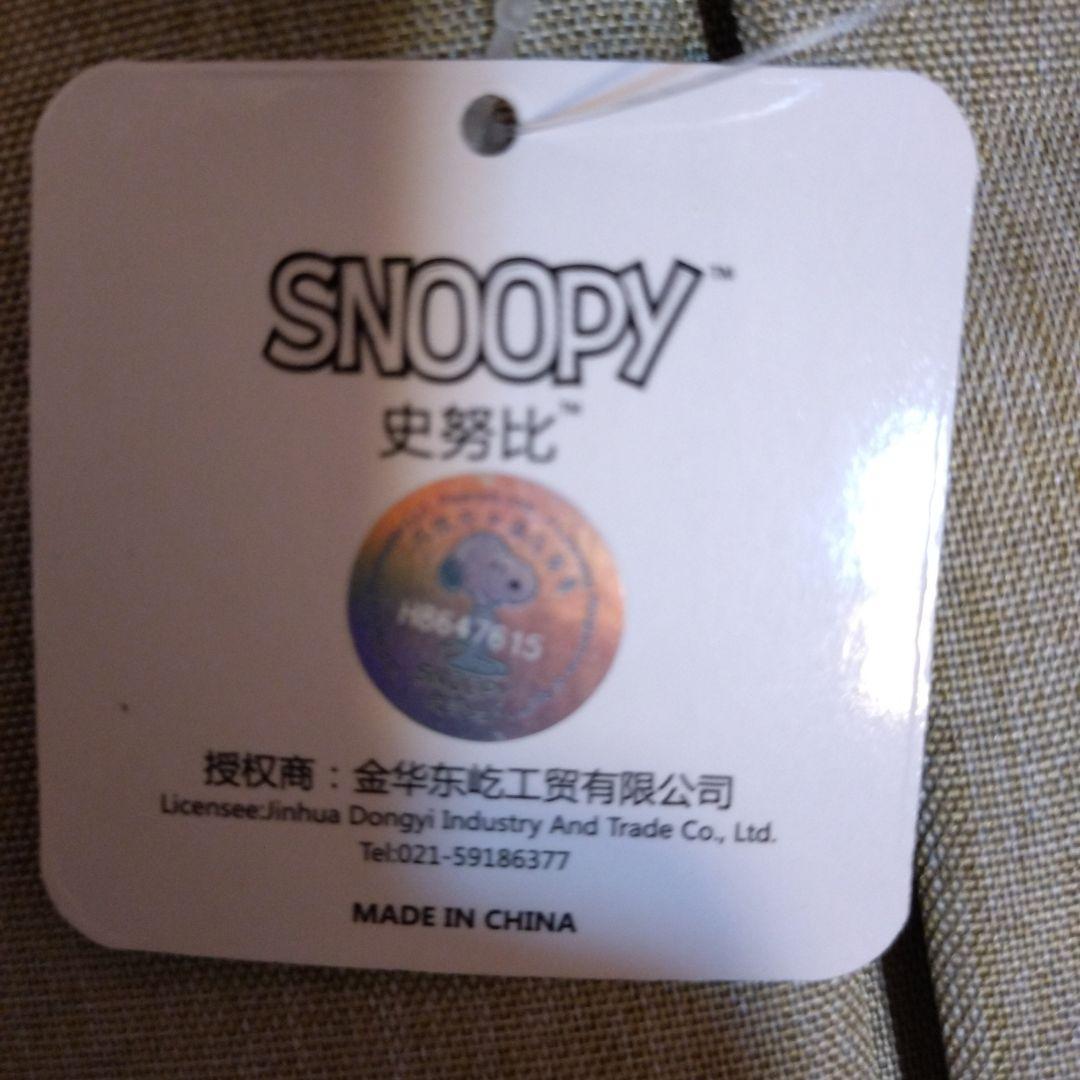 SNOOPY™
史努比™
H8647615
SNOOPY
授权商：金华东屹工贸有限公司
Licensee:Jinhua Dongyi Industry And Trade Co., Ltd.
Tel:021-59186377
MADE IN CHINA